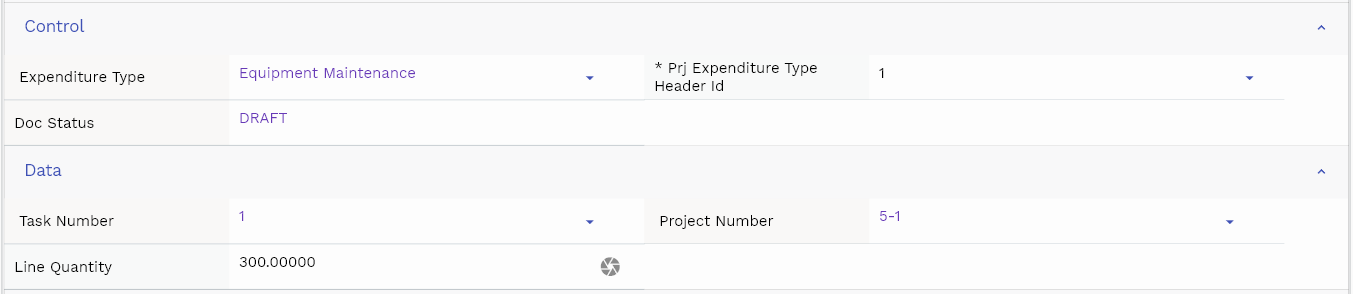 Control
Expenditure Type
Equipment Maintenance
* Prj Expenditure Type
Header Id
1
Doc Status
DRAFT
Data
Task Number
1
Project Number
5-1
Line Quantity
300.00000